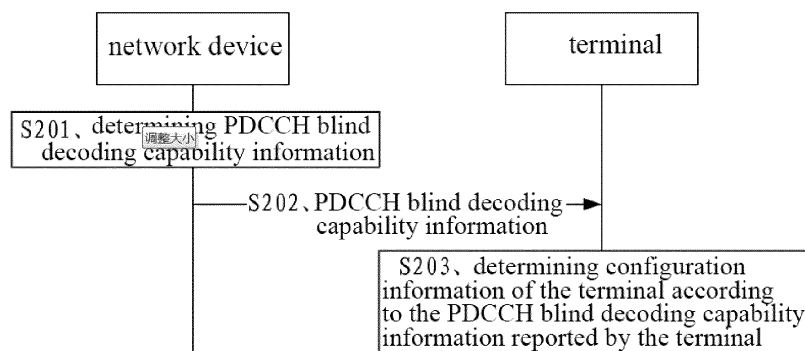 network device
terminal
S201、determining PDCCH blind
调整大小
decoding capability information
S202、PDCCH blind decoding
capability information
S203、determining configuration
information of the terminal according
to the PDCCH blind decoding capability
information reported by the terminal